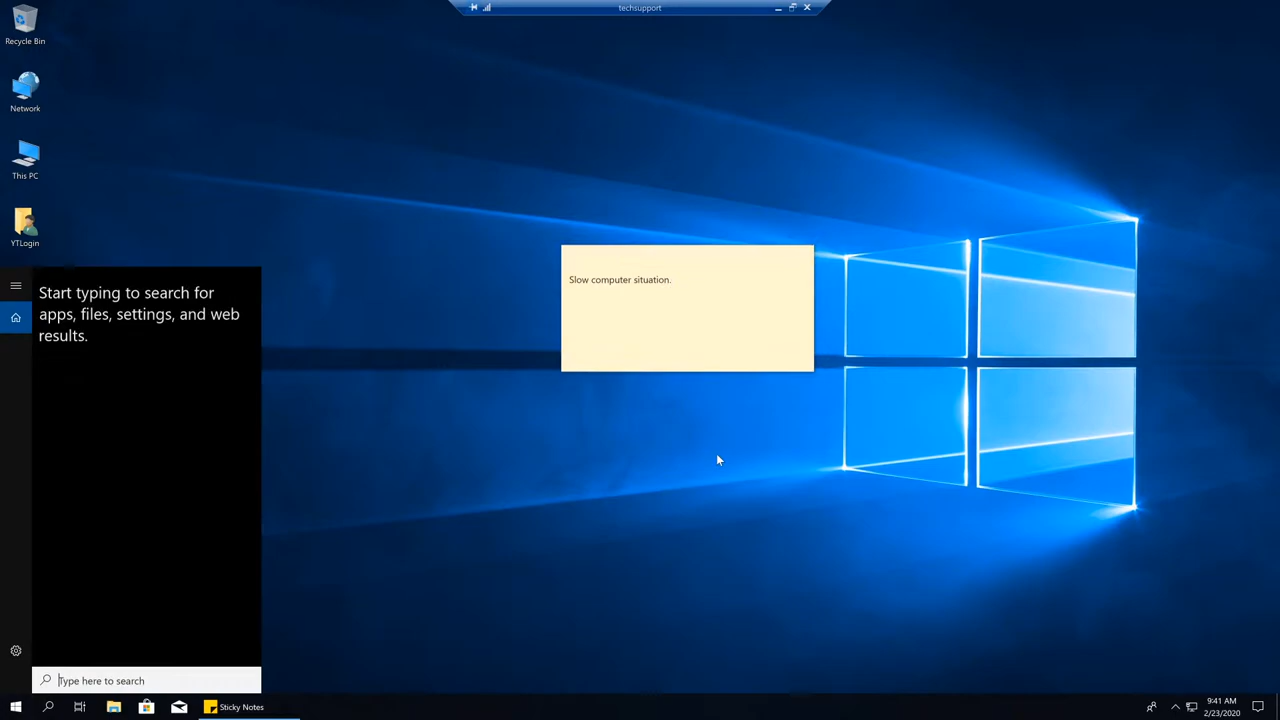 techsupport
Recycle Bin
Network
This PC
YTLogin
Slow computer situation.
Start typing to search for
apps, files, settings, and web
results.
Type here to search
Sticky Notes
9:41 AM
2/23/2020